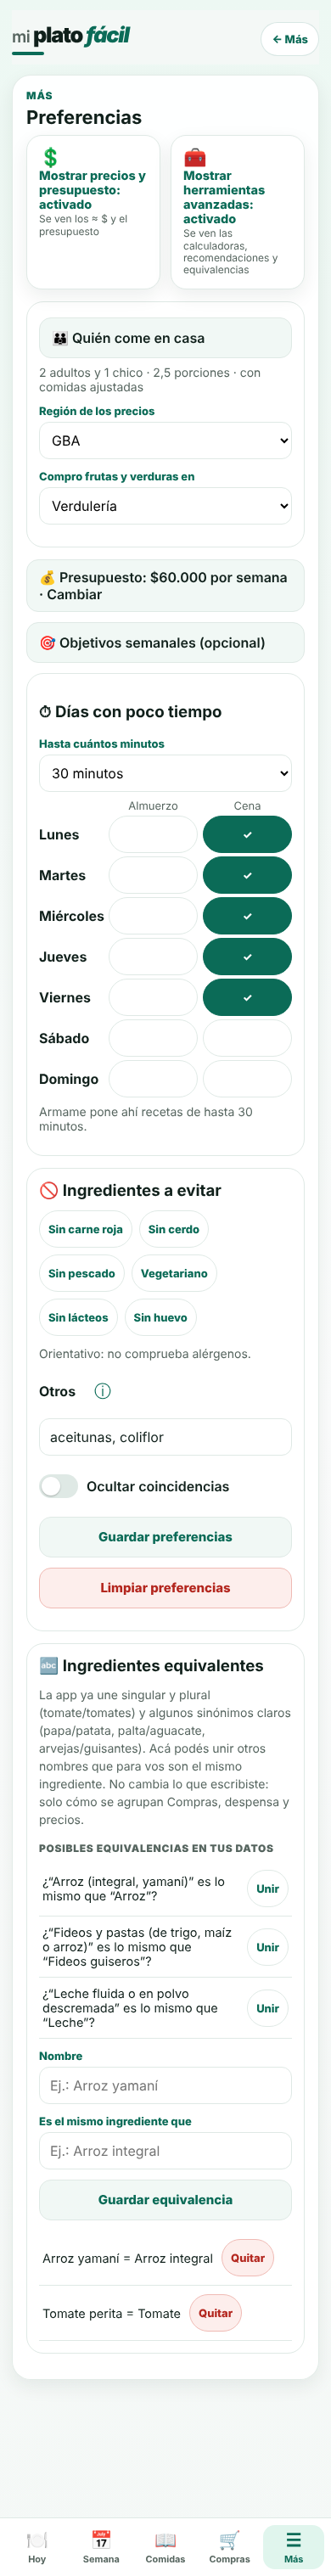 mi plato fácil
← Más
MÁS
Preferencias
Mostrar precios y
presupuesto:
activado
Se ven los ≈ $ y el
presupuesto
Mostrar
herramientas
avanzadas:
activado
Se ven las
calculadoras,
recomendaciones y
equivalencias
Quién come en casa
2 adultos y 1 chico · 2,5 porciones · con
comidas ajustadas
Región de los precios
GBA
Compro frutas y verduras en
Verdulería
Presupuesto: $60.000 por semana
· Cambiar
Objetivos semanales (opcional)
Días con poco tiempo
Hasta cuántos minutos
30 minutos
Almuerzo Cena
Lunes ✓
Martes ✓
Miércoles ✓
Jueves ✓
Viernes ✓
Sábado
Domingo
Armame pone ahí recetas de hasta 30
minutos.
Ingredientes a evitar
Sin carne roja Sin cerdo
Sin pescado Vegetariano
Sin lácteos Sin huevo
Orientativo: no comprueba alérgenos.
Otros ⓘ
aceitunas, coliflor
Ocultar coincidencias
Guardar preferencias
Limpiar preferencias
Ingredientes equivalentes
La app ya une singular y plural
(tomate/tomates) y algunos sinónimos claros
(papa/patata, palta/aguacate,
arvejas/guisantes). Acá podés unir otros
nombres que para vos son el mismo
ingrediente. No cambia lo que escribiste:
solo cómo se agrupan Compras, despensa y
precios.
POSIBLES EQUIVALENCIAS EN TUS DATOS
¿“Arroz (integral, yamaní)” es lo
mismo que “Arroz”?
Unir
¿“Fideos y pastas (de trigo, maíz
o arroz)” es lo mismo que
“Fideos guiseros”?
Unir
¿“Leche fluida o en polvo
descremada” es lo mismo que
“Leche”?
Unir
Nombre
Ej.: Arroz yamaní
Es el mismo ingrediente que
Ej.: Arroz integral
Guardar equivalencia
Arroz yamaní = Arroz integral Quitar
Tomate perita = Tomate Quitar
Hoy Semana Comidas Compras Más